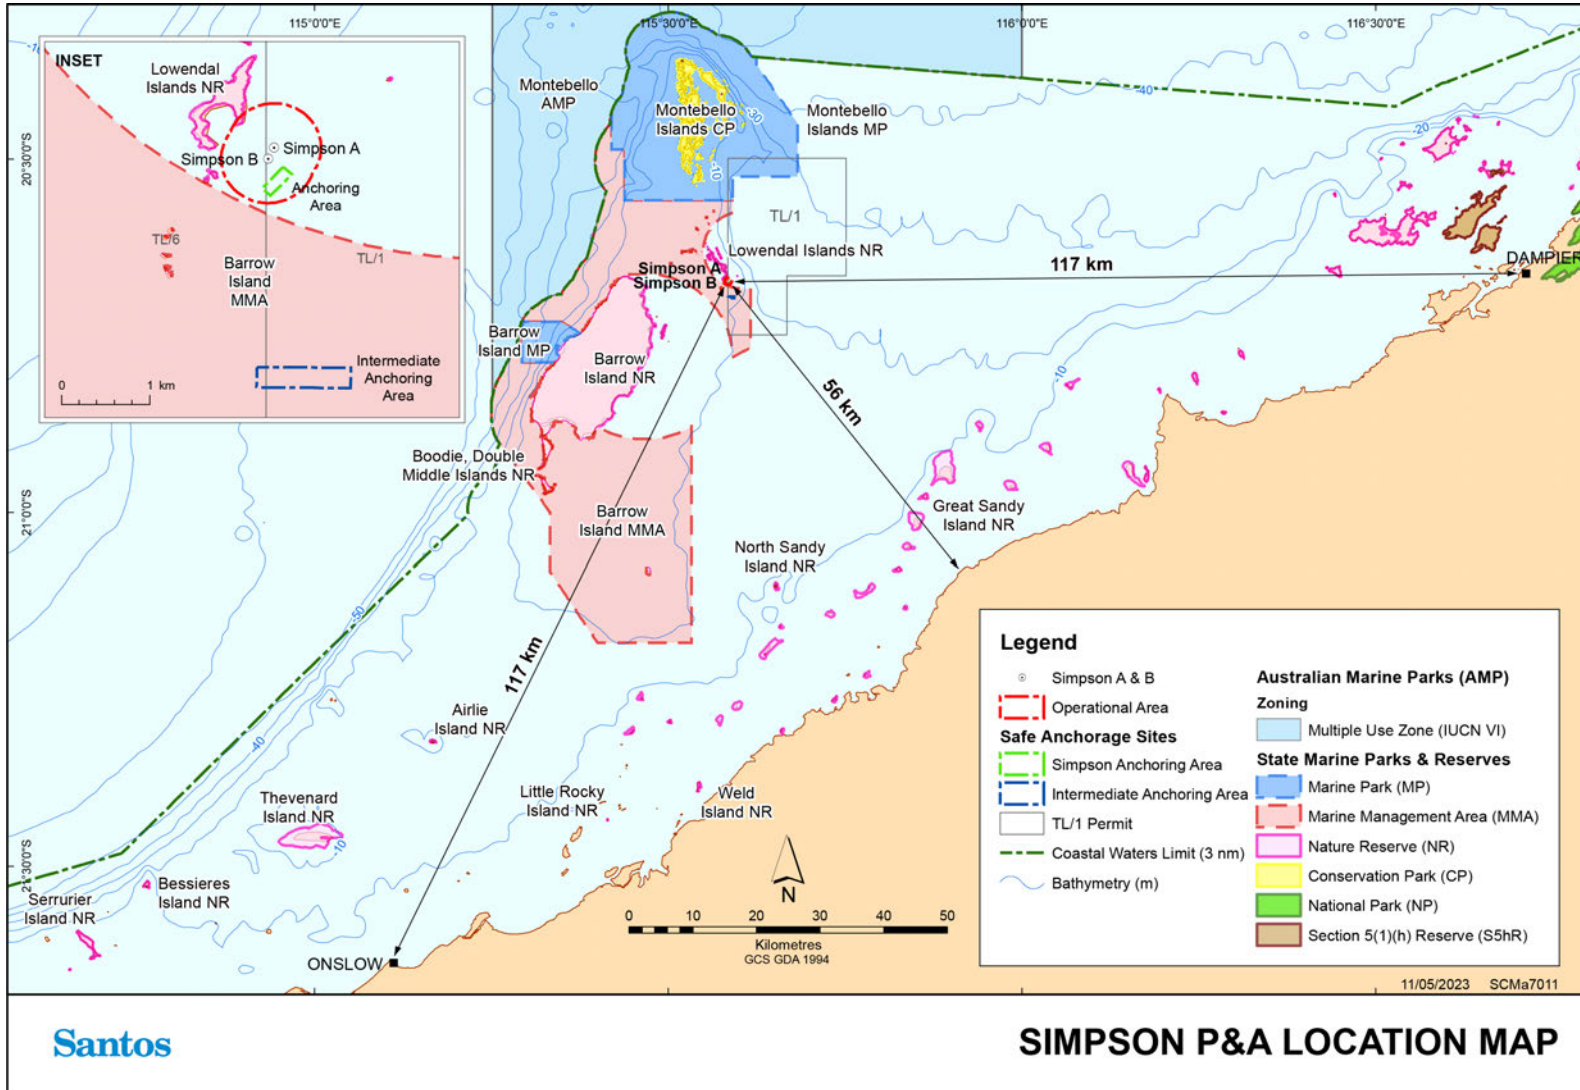 115°0'0"E
115°30'0"E
116°0'0"E
116°30'0"E
20°30'0"S
21°0'0"S
21°30'0"S
INSET
Lowendal
Islands NR
Simpson A
Simpson B
Anchoring
Area
TL/6
TL/1
Barrow
Island
MMA
Intermediate
Anchoring
Area
0 1 km
Montebello
AMP
Montebello
Islands CP
Montebello
Islands MP
-30
-10
-40
-20
TL/1
Lowendal Islands NR
Simpson A
Simpson B
117 km
DAMPIER
Barrow
Island MP
Barrow
Island NR
56 km
-10
Boodie, Double
Middle Islands NR
Barrow
Island MMA
Great Sandy
Island NR
North Sandy
Island NR
-50
117 km
Airlie
Island NR
-40
Thevenard
Island NR
-10
Little Rocky
Island NR
Weld
Island NR
Bessieres
Island NR
Serrurier
Island NR
ONSLOW
N
0 10 20 30 40 50
Kilometres
GCS GDA 1994
Legend
Simpson A & B
Operational Area
Safe Anchorage Sites
Simpson Anchoring Area
Intermediate Anchoring Area
TL/1 Permit
Coastal Waters Limit (3 nm)
Bathymetry (m)
Australian Marine Parks (AMP)
Zoning
Multiple Use Zone (IUCN VI)
State Marine Parks & Reserves
Marine Park (MP)
Marine Management Area (MMA)
Nature Reserve (NR)
Conservation Park (CP)
National Park (NP)
Section 5(1)(h) Reserve (S5hR)
11/05/2023 SCMa7011
Santos
SIMPSON P&A LOCATION MAP